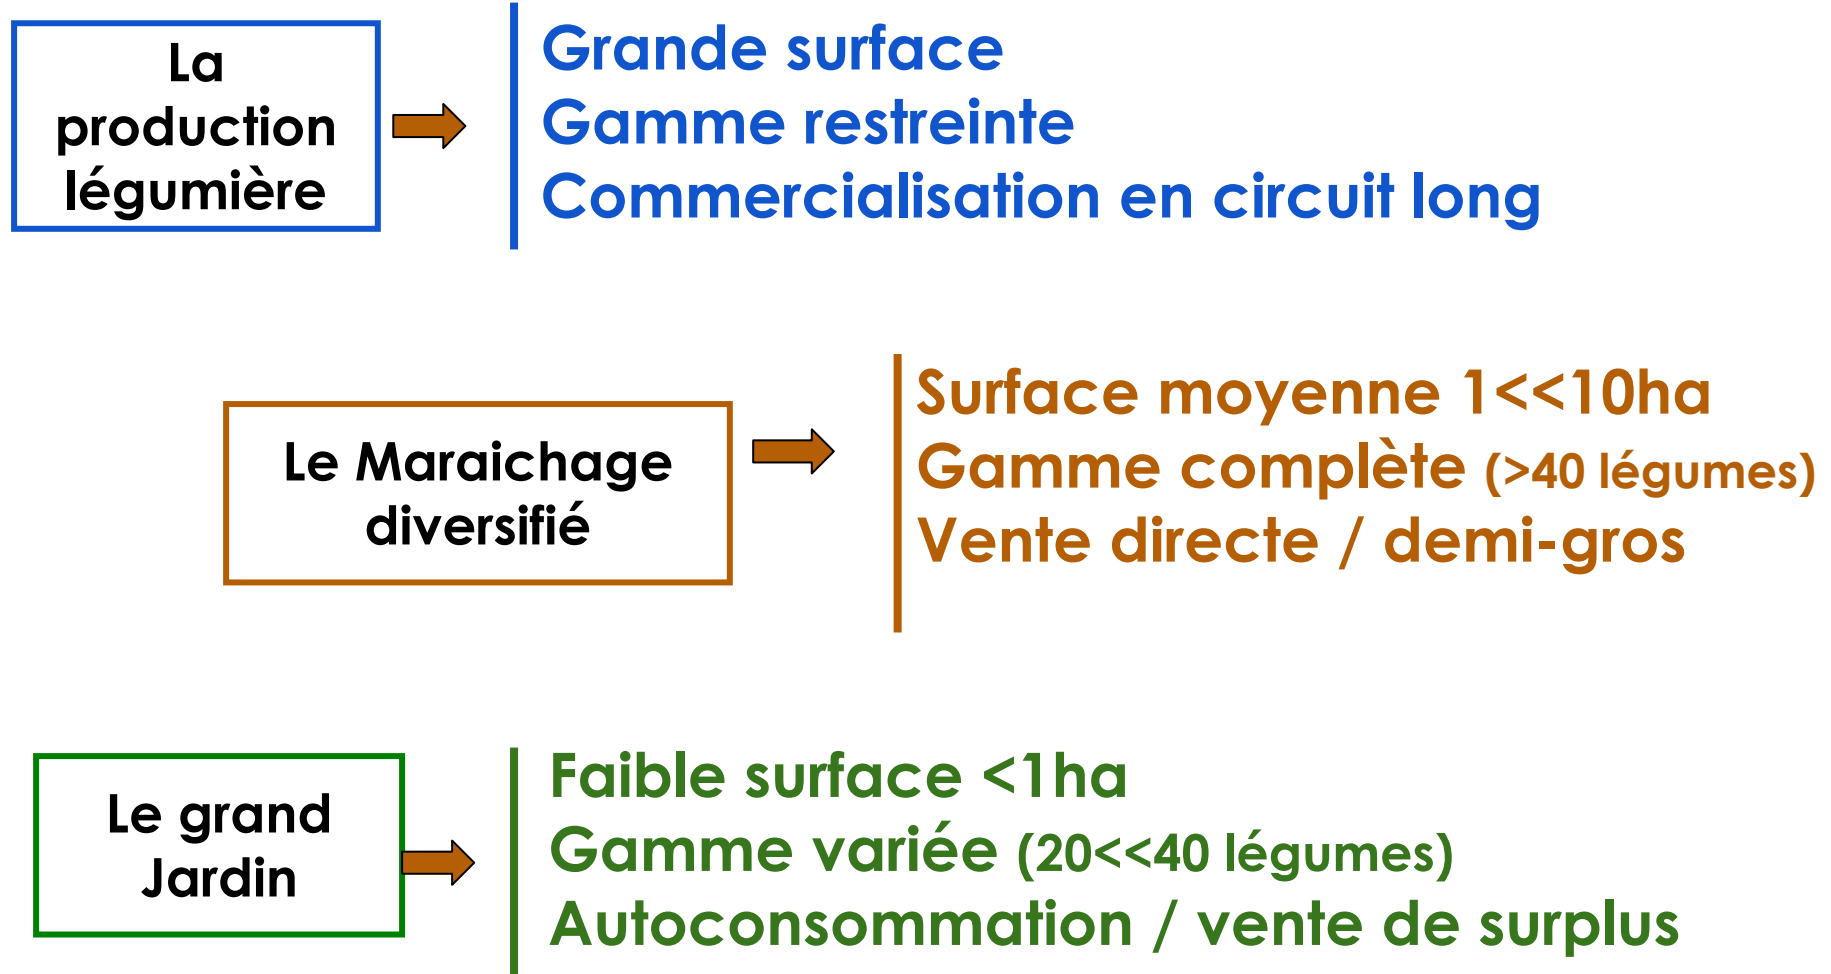 La
production
légumière
Grande surface
Gamme restreinte
Commercialisation en circuit long
Le Maraichage
diversifié
Surface moyenne 1<<10ha
Gamme complète (>40 légumes)
Vente directe / demi-gros
Le grand
Jardin
Faible surface <1ha
Gamme variée (20<<40 légumes)
Autoconsommation / vente de surplus